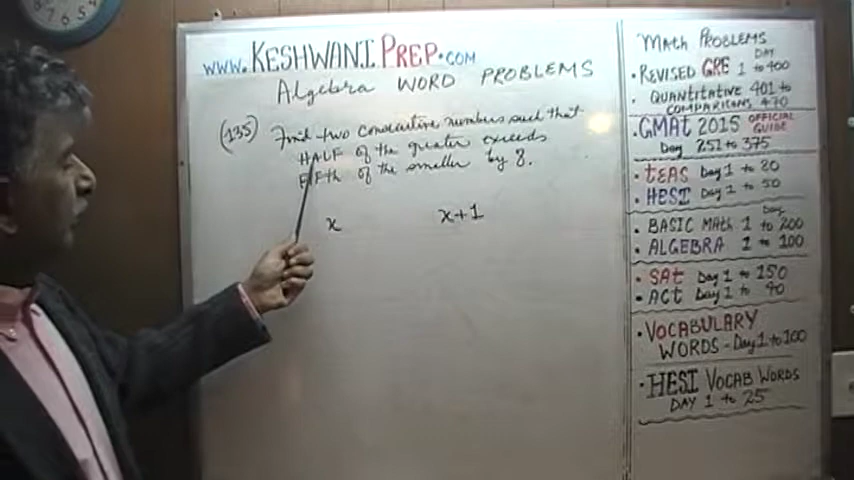 WWW.KESHWANIPREP.COM
Algebra WORD PROBLEMS
(135) Find two consecutive numbers such that
HALF of the greater exceeds
FIFth of the smaller by 8.
x x+1
MAth PROBLEMS
DAY
• REVISED GRE 1 to 400
• QUANTITATIVE 401 to
COMPARISONS 470
GMAt 2015 OFFICIAL GUIDE
Day 251 to 375
• tEAS Day 1 to 20
• HESI Day 1 to 50
Day
• BASIC MAth 1 to 200
• ALGEBRA 1 to 100
• SAt Day 1 to 150
• ACt Day 1 to 40
• VOCABULARY
WORDS - Day 1 to 100
• HESI VOCAB WORDS
DAY 1 to 25